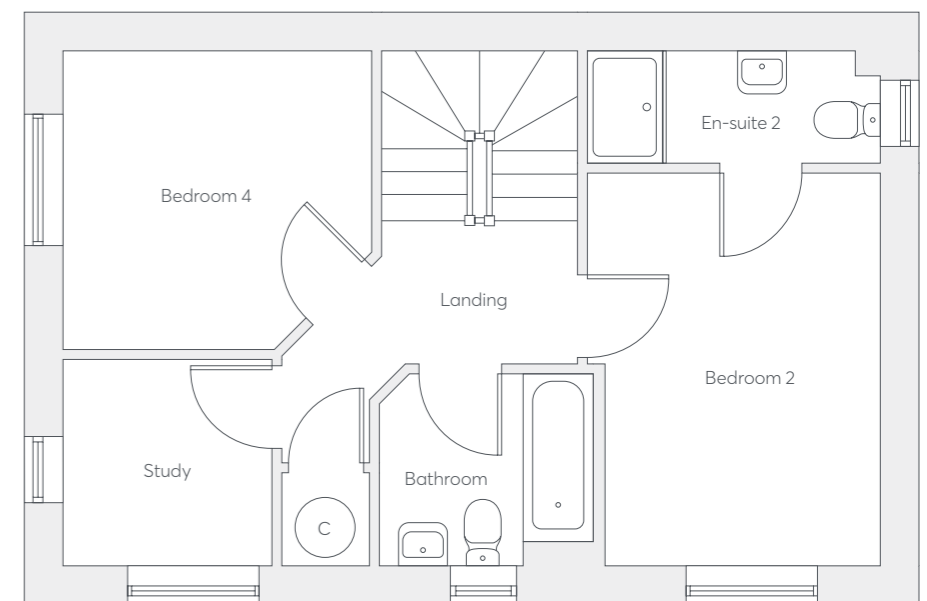 En-suite 2
Bedroom 4
Landing
Bedroom 2
Study
Bathroom
C